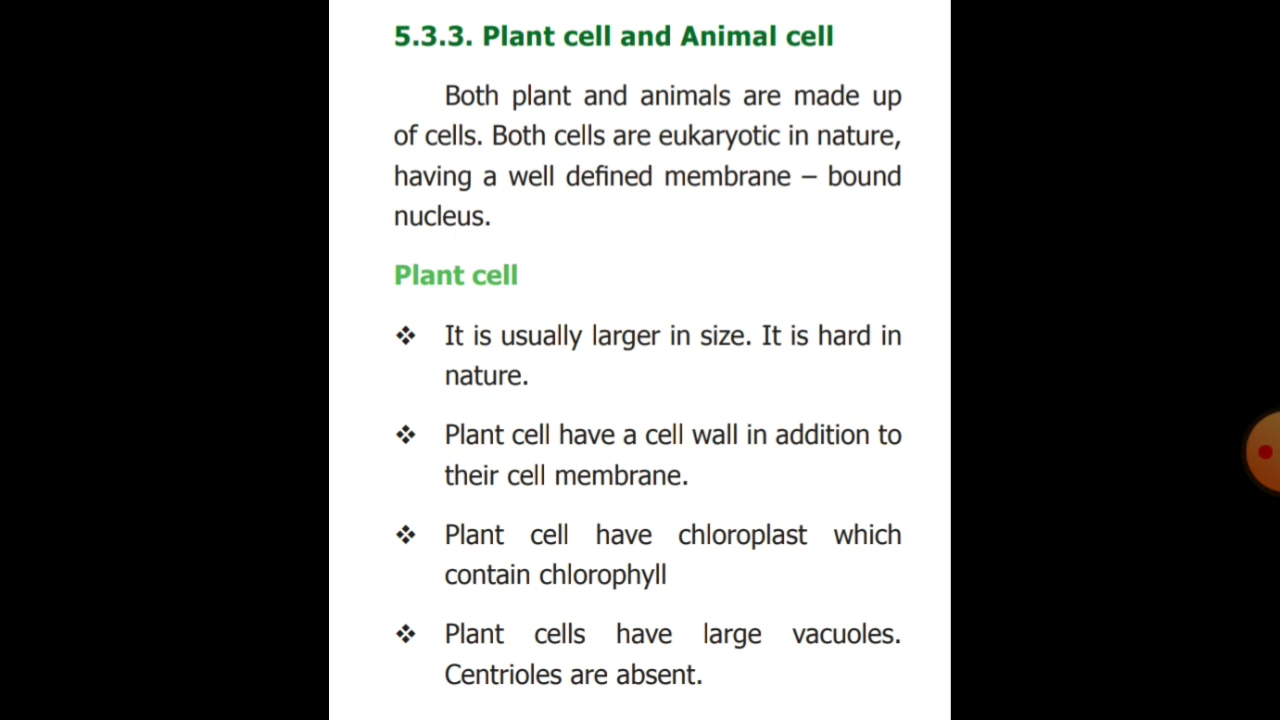 5.3.3. Plant cell and Animal cell
Both plant and animals are made up
of cells. Both cells are eukaryotic in nature,
having a well defined membrane – bound
nucleus.
Plant cell
❖ It is usually larger in size. It is hard in
nature.
❖ Plant cell have a cell wall in addition to
their cell membrane.
❖ Plant cell have chloroplast which
contain chlorophyll
❖ Plant cells have large vacuoles.
Centrioles are absent.